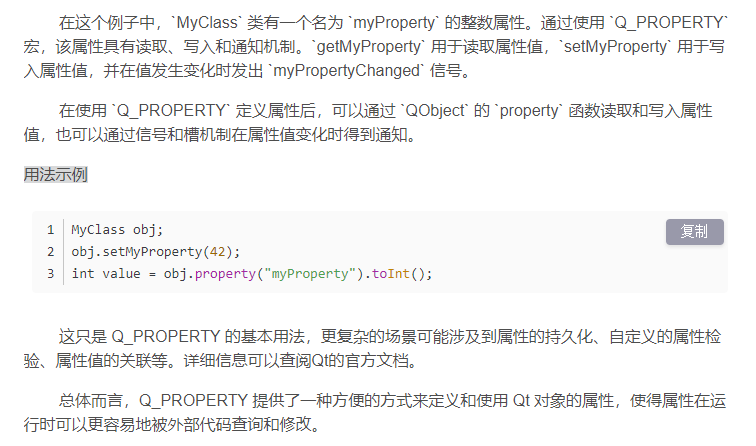 在这个例子中，`MyClass` 类有一个名为 `myProperty` 的整数属性。通过使用 `Q_PROPERTY`
宏，该属性具有读取、写入和通知机制。`getMyProperty` 用于读取属性值，`setMyProperty` 用于写
入属性值，并在值发生变化时发出 `myPropertyChanged` 信号。
在使用 `Q_PROPERTY` 定义属性后，可以通过 `QObject` 的 `property` 函数读取和写入属性
值，也可以通过信号和槽机制在属性值变化时得到通知。
用法示例
1 MyClass obj;
复制
2 obj.setMyProperty(42);
3 int value = obj.property("myProperty").toInt();
这只是 Q_PROPERTY 的基本用法，更复杂的场景可能涉及到属性的持久化、自定义的属性检
验、属性值的关联等。详细信息可以查阅Qt的官方文档。
总体而言，Q_PROPERTY 提供了一种方便的方式来定义和使用 Qt 对象的属性，使得属性在运
行时可以更容易地被外部代码查询和修改。